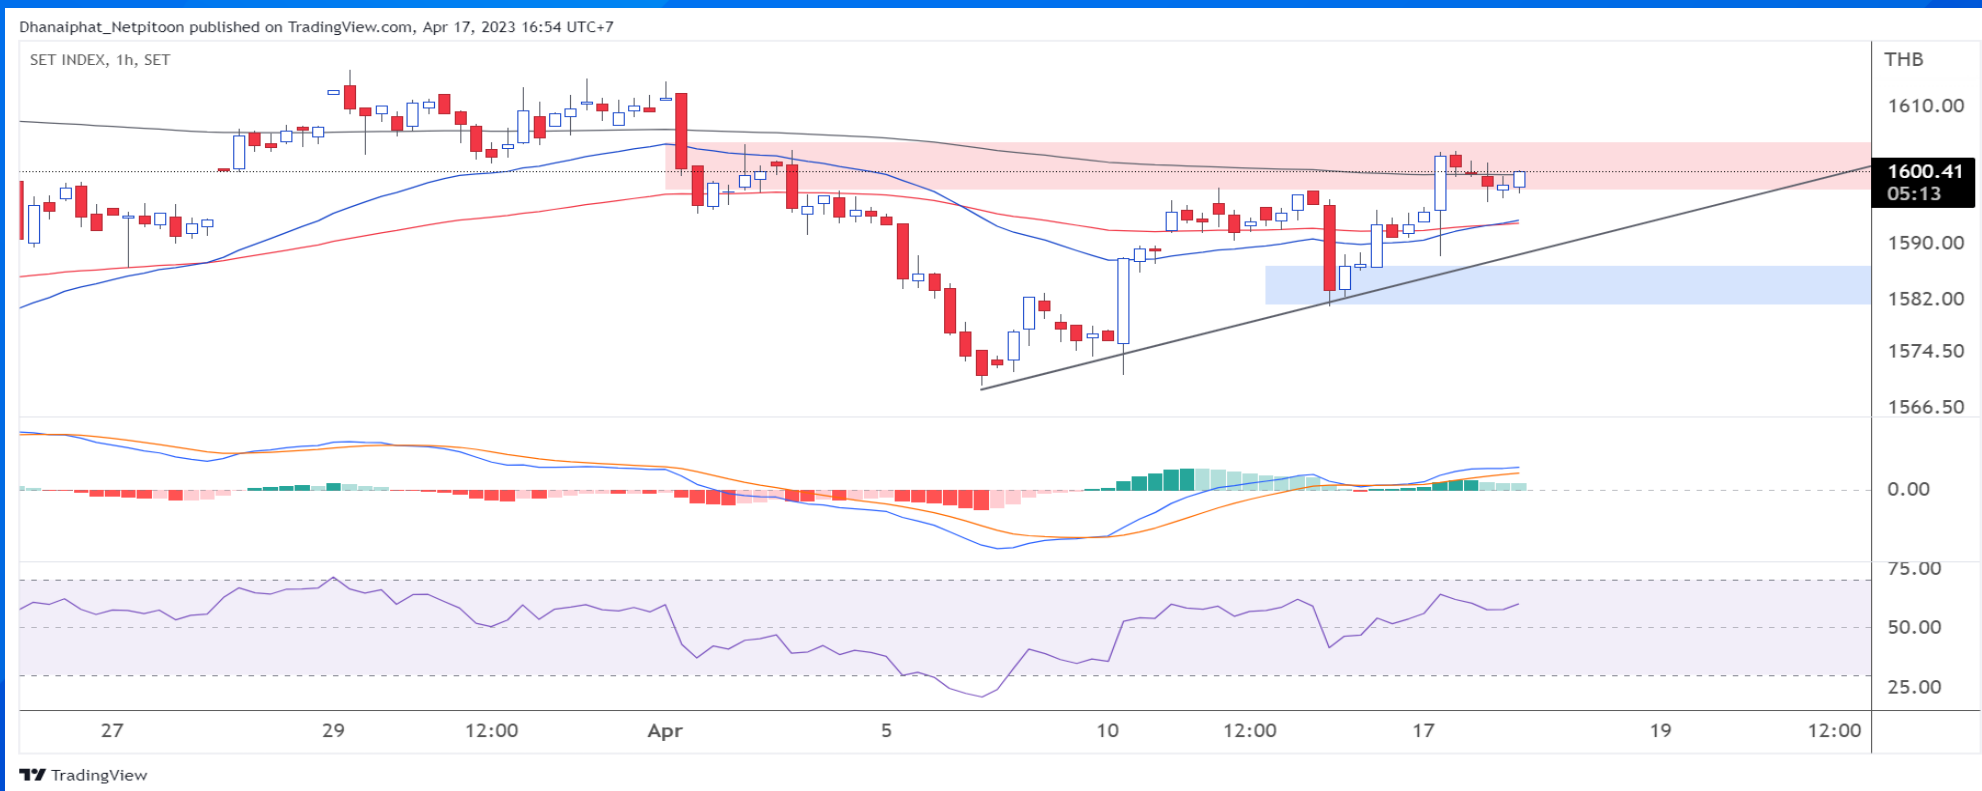 Dhanaiphat_Netpitoon published on TradingView.com, Apr 17, 2023 16:54 UTC+7
SET INDEX, 1h, SET
THB
1610.00
1600.41
05:13
1590.00
1582.00
1574.50
1566.50
0.00
75.00
50.00
25.00
27 29 12:00 Apr 5 10 12:00 17 19 12:00
TradingView